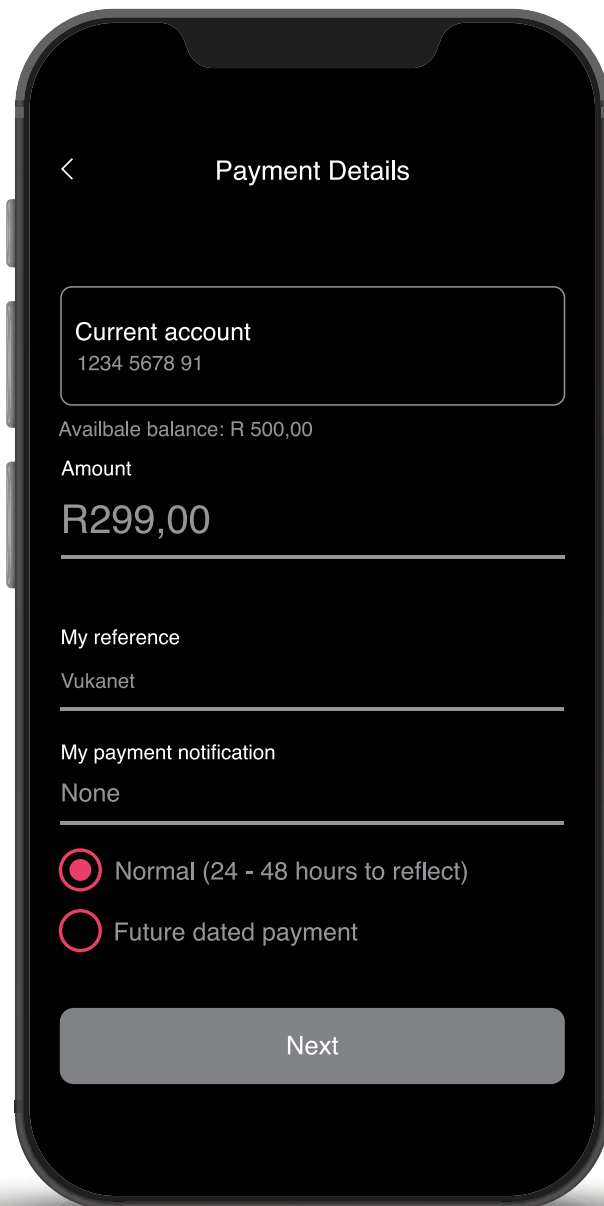 Payment Details
Current account
1234 5678 91
Availbale balance: R 500,00
Amount
R299,00
My reference
Vukanet
My payment notification
None
Normal (24 - 48 hours to reflect)
Future dated payment
Next